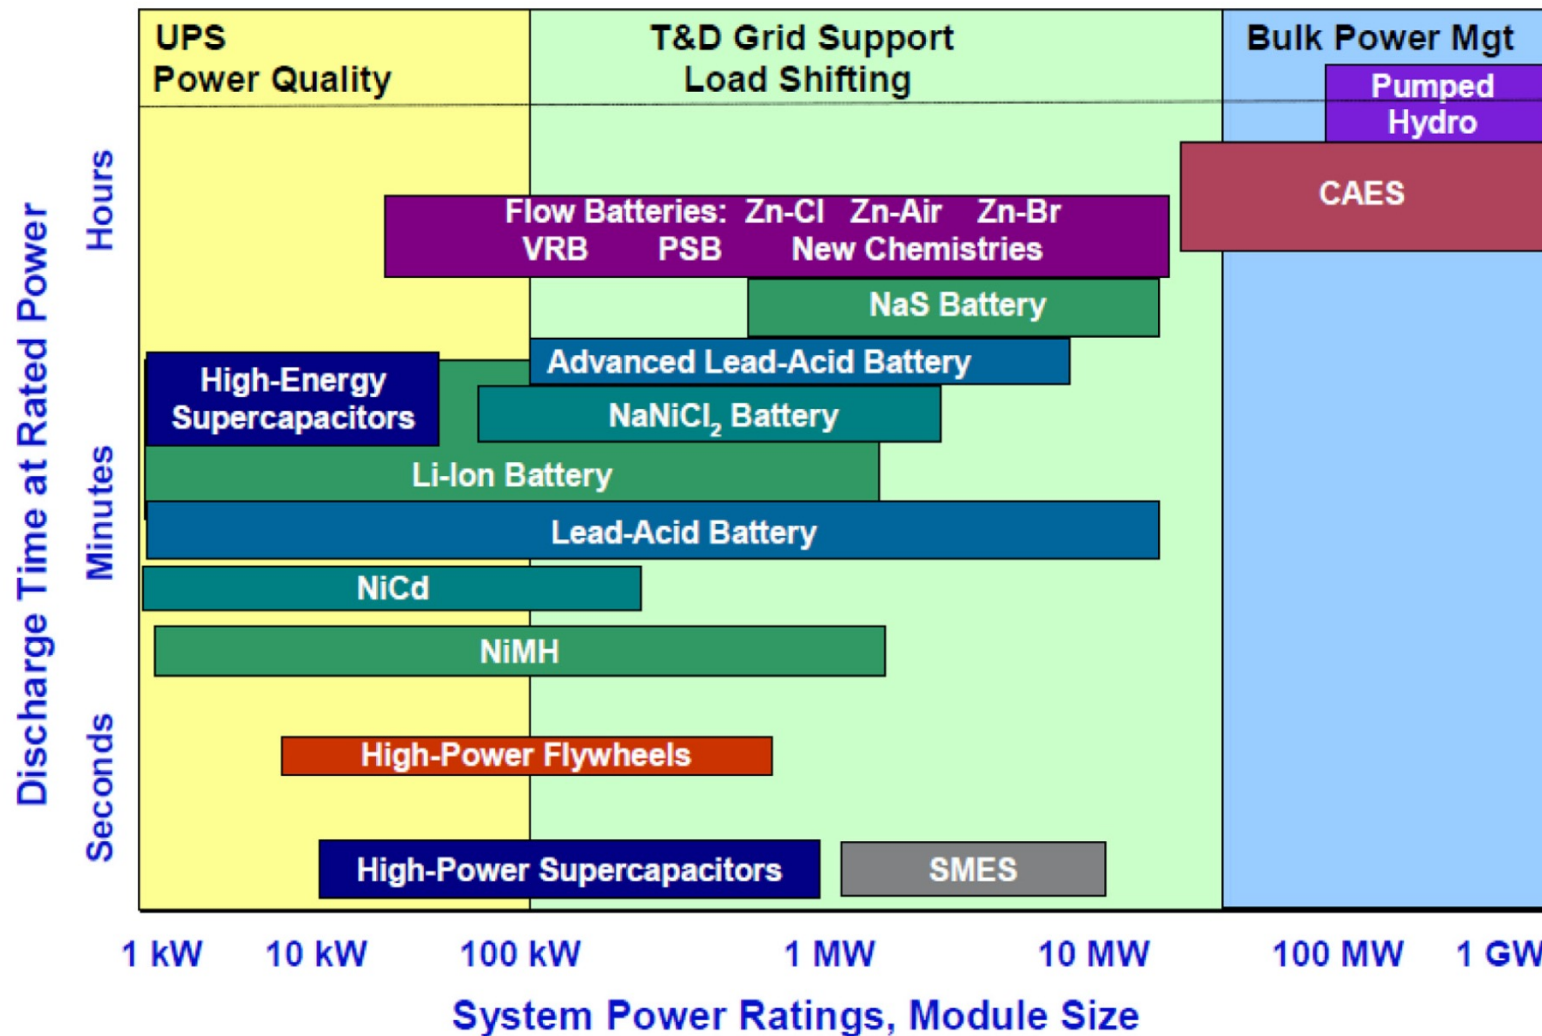 UPS
Power Quality
T&D Grid Support
Load Shifting
Bulk Power Mgt
Pumped
Hydro
CAES
Flow Batteries: Zn-Cl Zn-Air Zn-Br
VRB PSB New Chemistries
NaS Battery
Advanced Lead-Acid Battery
High-Energy
Supercapacitors
NaNiCl₂ Battery
Li-Ion Battery
Lead-Acid Battery
NiCd
NiMH
High-Power Flywheels
High-Power Supercapacitors
SMES
Discharge Time at Rated Power
Hours
Minutes
Seconds
1 kW 10 kW 100 kW 1 MW 10 MW 100 MW 1 GW
System Power Ratings, Module Size